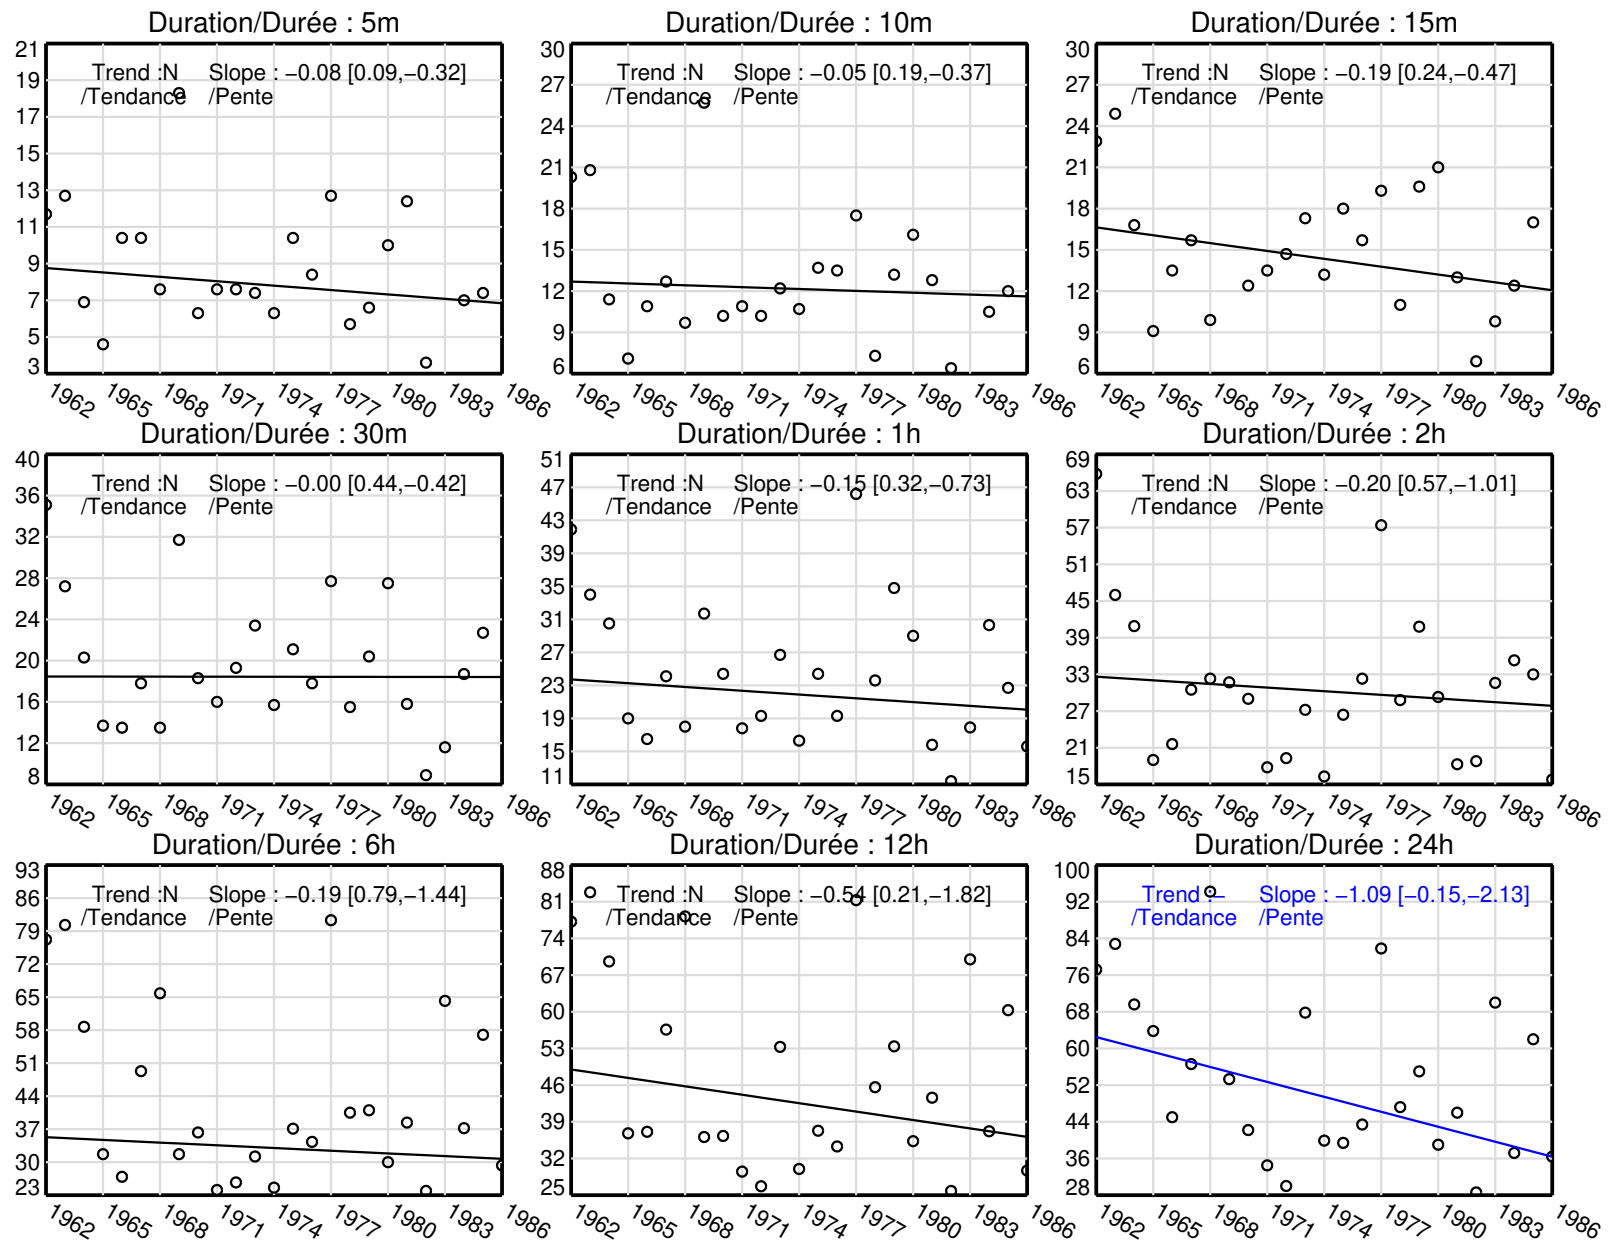 Duration/Durée : 5m
21
19
17
15
13
11
9
7
5
3
Trend :N Slope : −0.08 [0.09,−0.32]
/Tendance /Pente
1962 1965 1968 1971 1974 1977 1980 1983 1986
Duration/Durée : 10m
30
27
24
21
18
15
12
9
6
Trend :N Slope : −0.05 [0.19,−0.37]
/Tendance /Pente
1962 1965 1968 1971 1974 1977 1980 1983 1986
Duration/Durée : 15m
30
27
24
21
18
15
12
9
6
Trend :N Slope : −0.19 [0.24,−0.47]
/Tendance /Pente
1962 1965 1968 1971 1974 1977 1980 1983 1986
Duration/Durée : 30m
40
36
32
28
24
20
16
12
8
Trend :N Slope : −0.00 [0.44,−0.42]
/Tendance /Pente
1962 1965 1968 1971 1974 1977 1980 1983 1986
Duration/Durée : 1h
51
47
43
39
35
31
27
23
19
15
11
Trend :N Slope : −0.15 [0.32,−0.73]
/Tendance /Pente
1962 1965 1968 1971 1974 1977 1980 1983 1986
Duration/Durée : 2h
69
63
57
51
45
39
33
27
21
15
Trend :N Slope : −0.20 [0.57,−1.01]
/Tendance /Pente
1962 1965 1968 1971 1974 1977 1980 1983 1986
Duration/Durée : 6h
93
86
79
72
65
58
51
44
37
30
23
Trend :N Slope : −0.19 [0.79,−1.44]
/Tendance /Pente
1962 1965 1968 1971 1974 1977 1980 1983 1986
Duration/Durée : 12h
88
81
74
67
60
53
46
39
32
25
Trend :N Slope : −0.54 [0.21,−1.82]
/Tendance /Pente
1962 1965 1968 1971 1974 1977 1980 1983 1986
Duration/Durée : 24h
100
92
84
76
68
60
52
44
36
28
Trend :− Slope : −1.09 [−0.15,−2.13]
/Tendance /Pente
1962 1965 1968 1971 1974 1977 1980 1983 1986